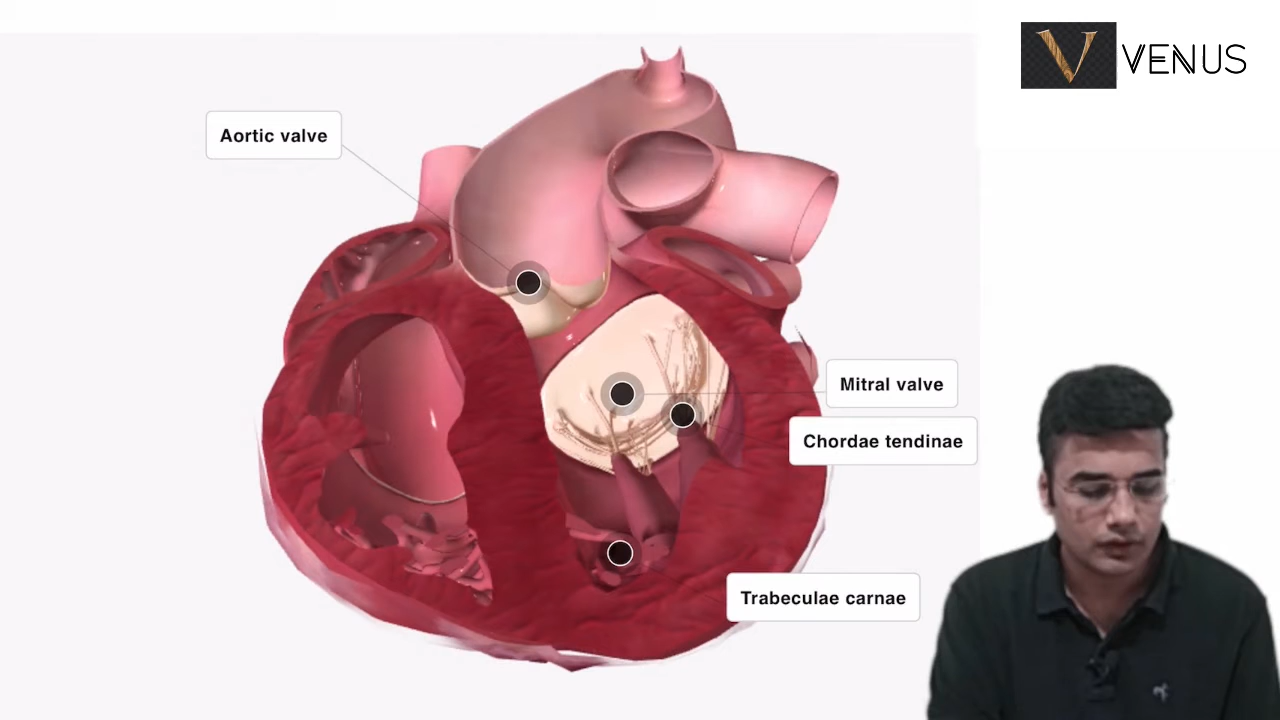 V VENUS
Aortic valve
Mitral valve
Chordae tendinae
Trabeculae carnae